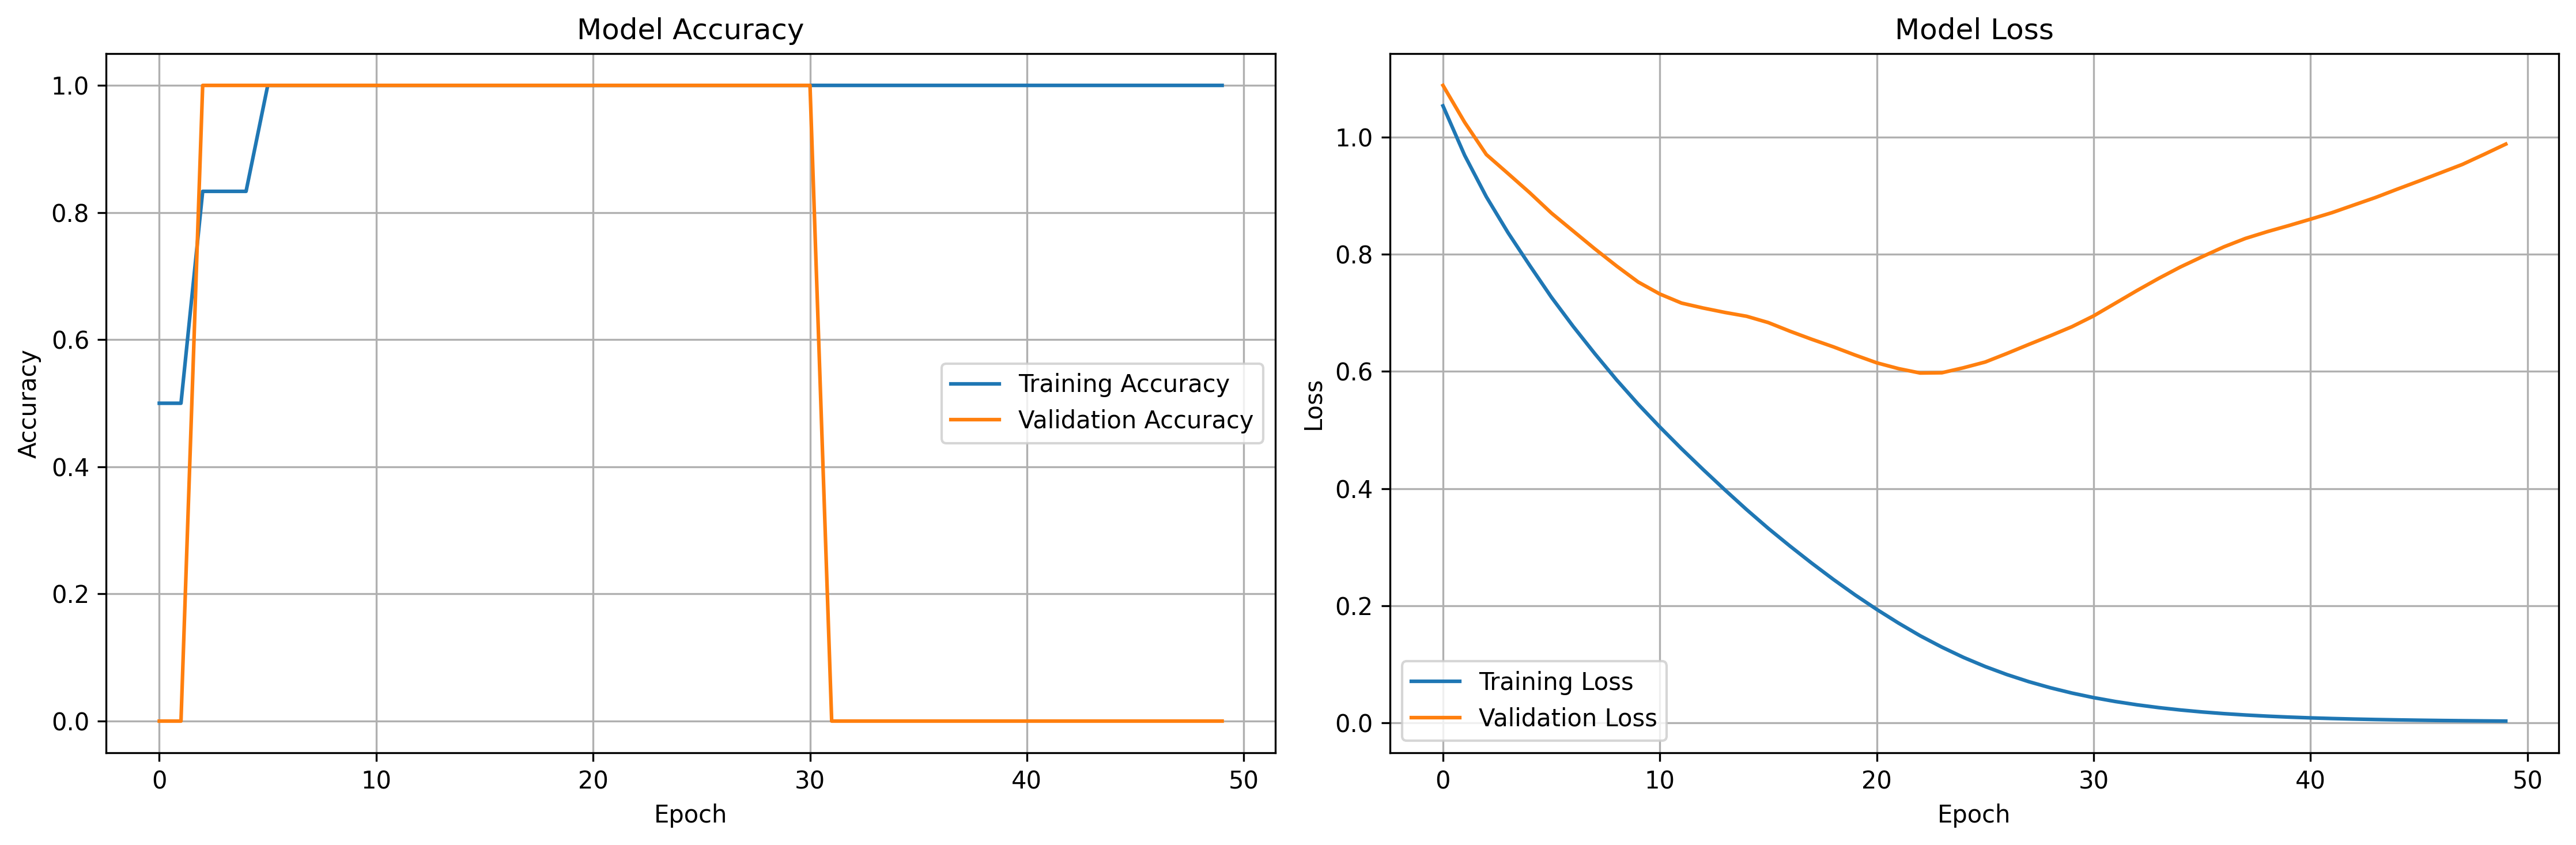 Model Accuracy
1.0
0.8
0.6
0.4
0.2
0.0
Accuracy
Training Accuracy
Validation Accuracy
0 10 20 30 40 50
Epoch
Model Loss
1.0
0.8
0.6
0.4
0.2
0.0
Loss
Training Loss
Validation Loss
0 10 20 30 40 50
Epoch